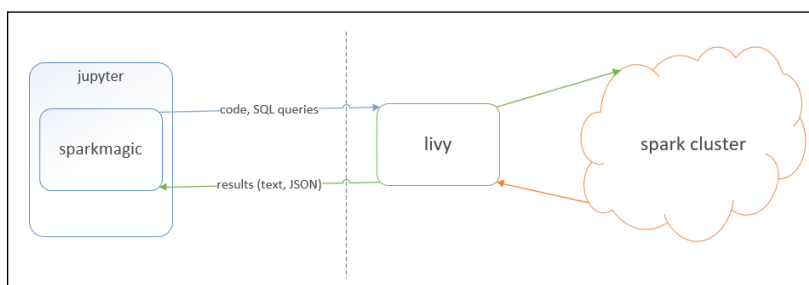 jupyter
sparkmagic
code, SQL queries
results (text, JSON)
livy
spark cluster